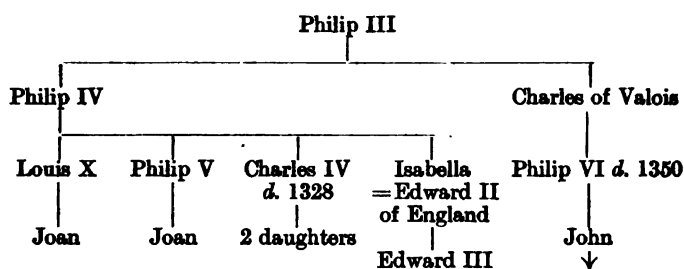 Philip III
Philip IV Charles of Valois
Louis X Philip V Charles IV Isabella Philip VI d. 1350
d. 1328 =Edward II
of England
Joan Joan 2 daughters John
Edward III